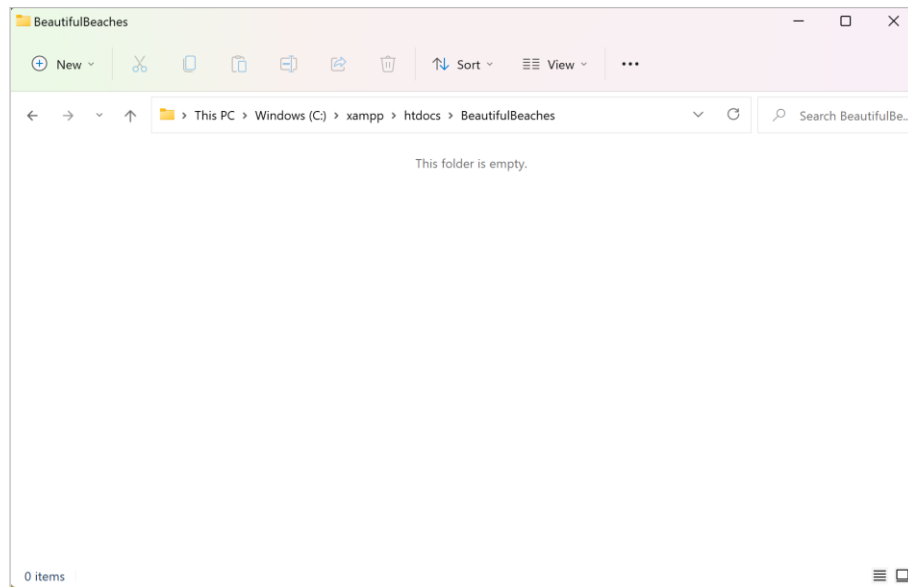 BeautifulBeaches
New Sort View
This PC > Windows (C:) > xampp > htdocs > BeautifulBeaches Search BeautifulBe...
This folder is empty.
0 items